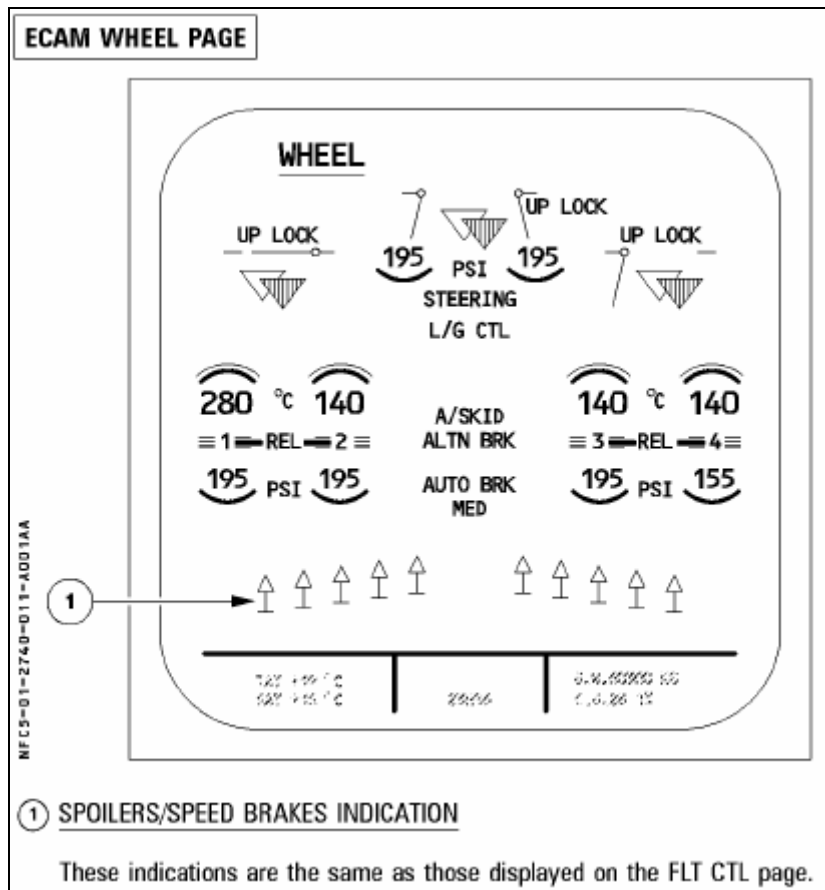 ECAM WHEEL PAGE
WHEEL
UP LOCK
UP LOCK
UP LOCK
195 PSI 195
STEERING
L/G CTL
280 °C 140
140 °C 140
A/SKID
1 REL 2
ALTN BRK
3 REL 4
195 PSI 195
AUTO BRK
195 PSI 155
MED
1
NFC5-01-2740-011-A001AA
1 SPOILERS/SPEED BRAKES INDICATION
These indications are the same as those displayed on the FLT CTL page.